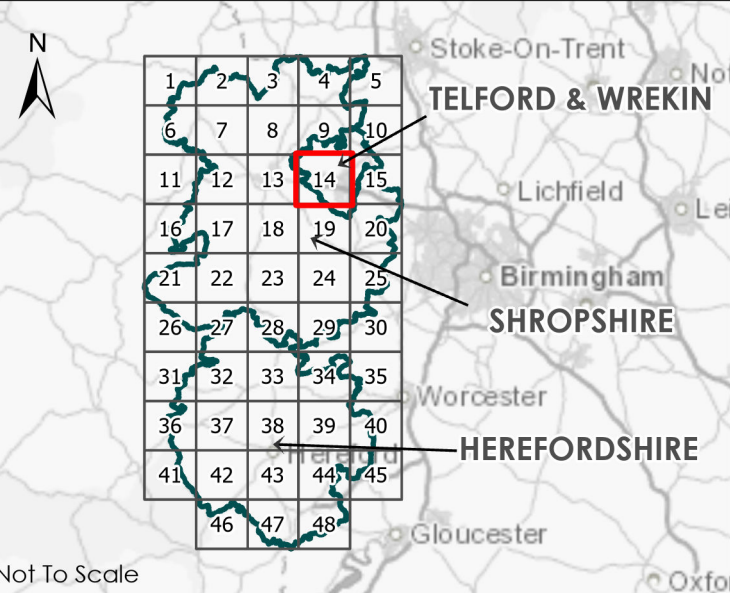 N
Stoke-On-Trent
1 2 3 4 5
TELFORD & WREKIN
6 7 8 9 10
11 12 13 14 15
Lichfield
16 17 18 19 20
21 22 23 24 25
Birmingham
SHROPSHIRE
26 27 28 29 30
31 32 33 34 35
Worcester
36 37 38 39 40
HEREFORDSHIRE
Hereford
41 42 43 44 45
46 47 48
Gloucester
Not To Scale